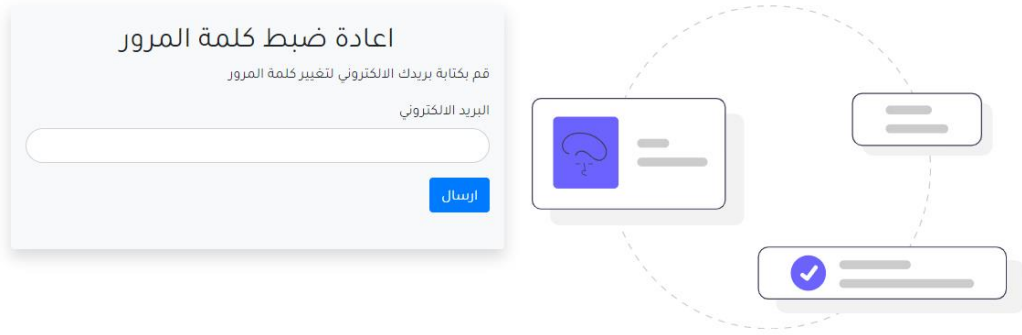 اعادة ضبط كلمة المرور
قم بكتابة بريدك الالكتروني لتغيير كلمة المرور
البريد الالكتروني
ارسال